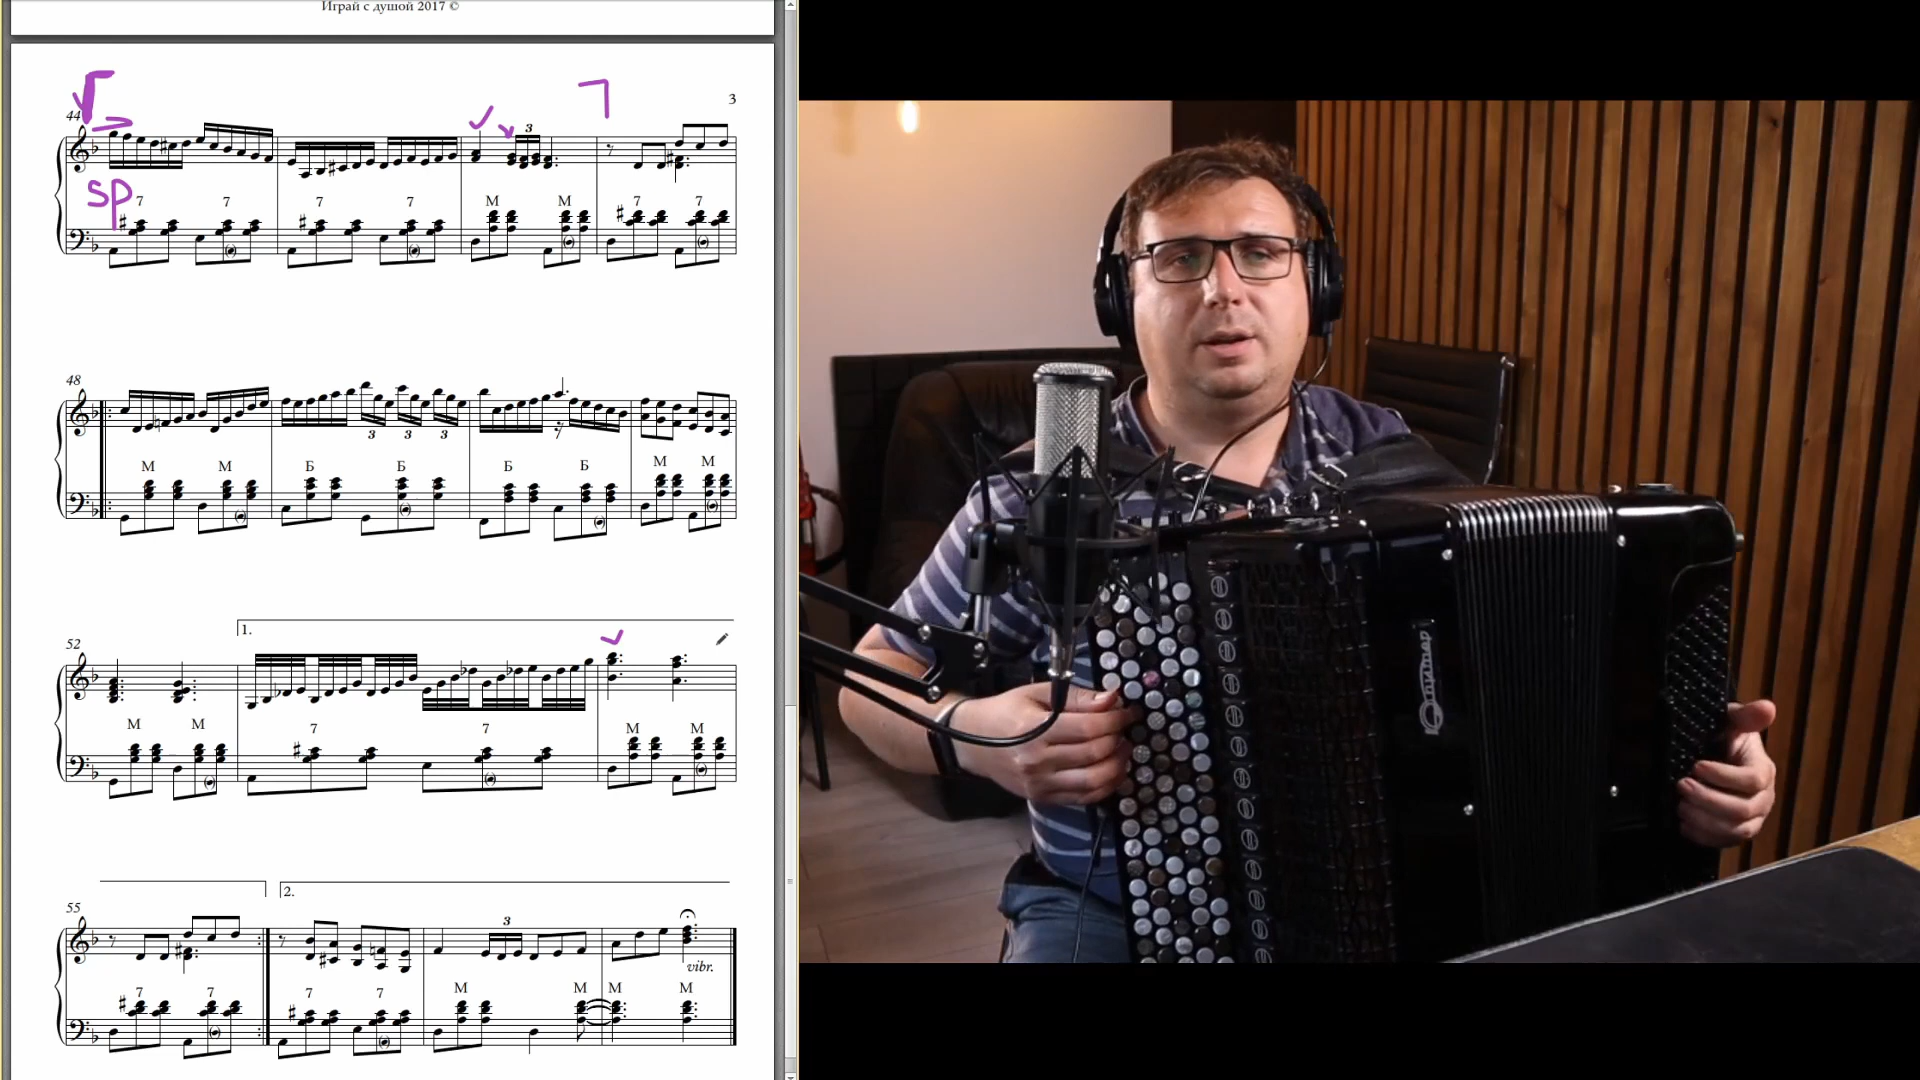 Играй с душой 2017 ©
3
44
3
sp
7 7 7 7 М М 7 7
48
3 3 3
М М Б Б Б Б М М
1.
52
М М 7 7 М М
2.
55
3
vibr.
7 7 7 7 М М М М
Юпитер